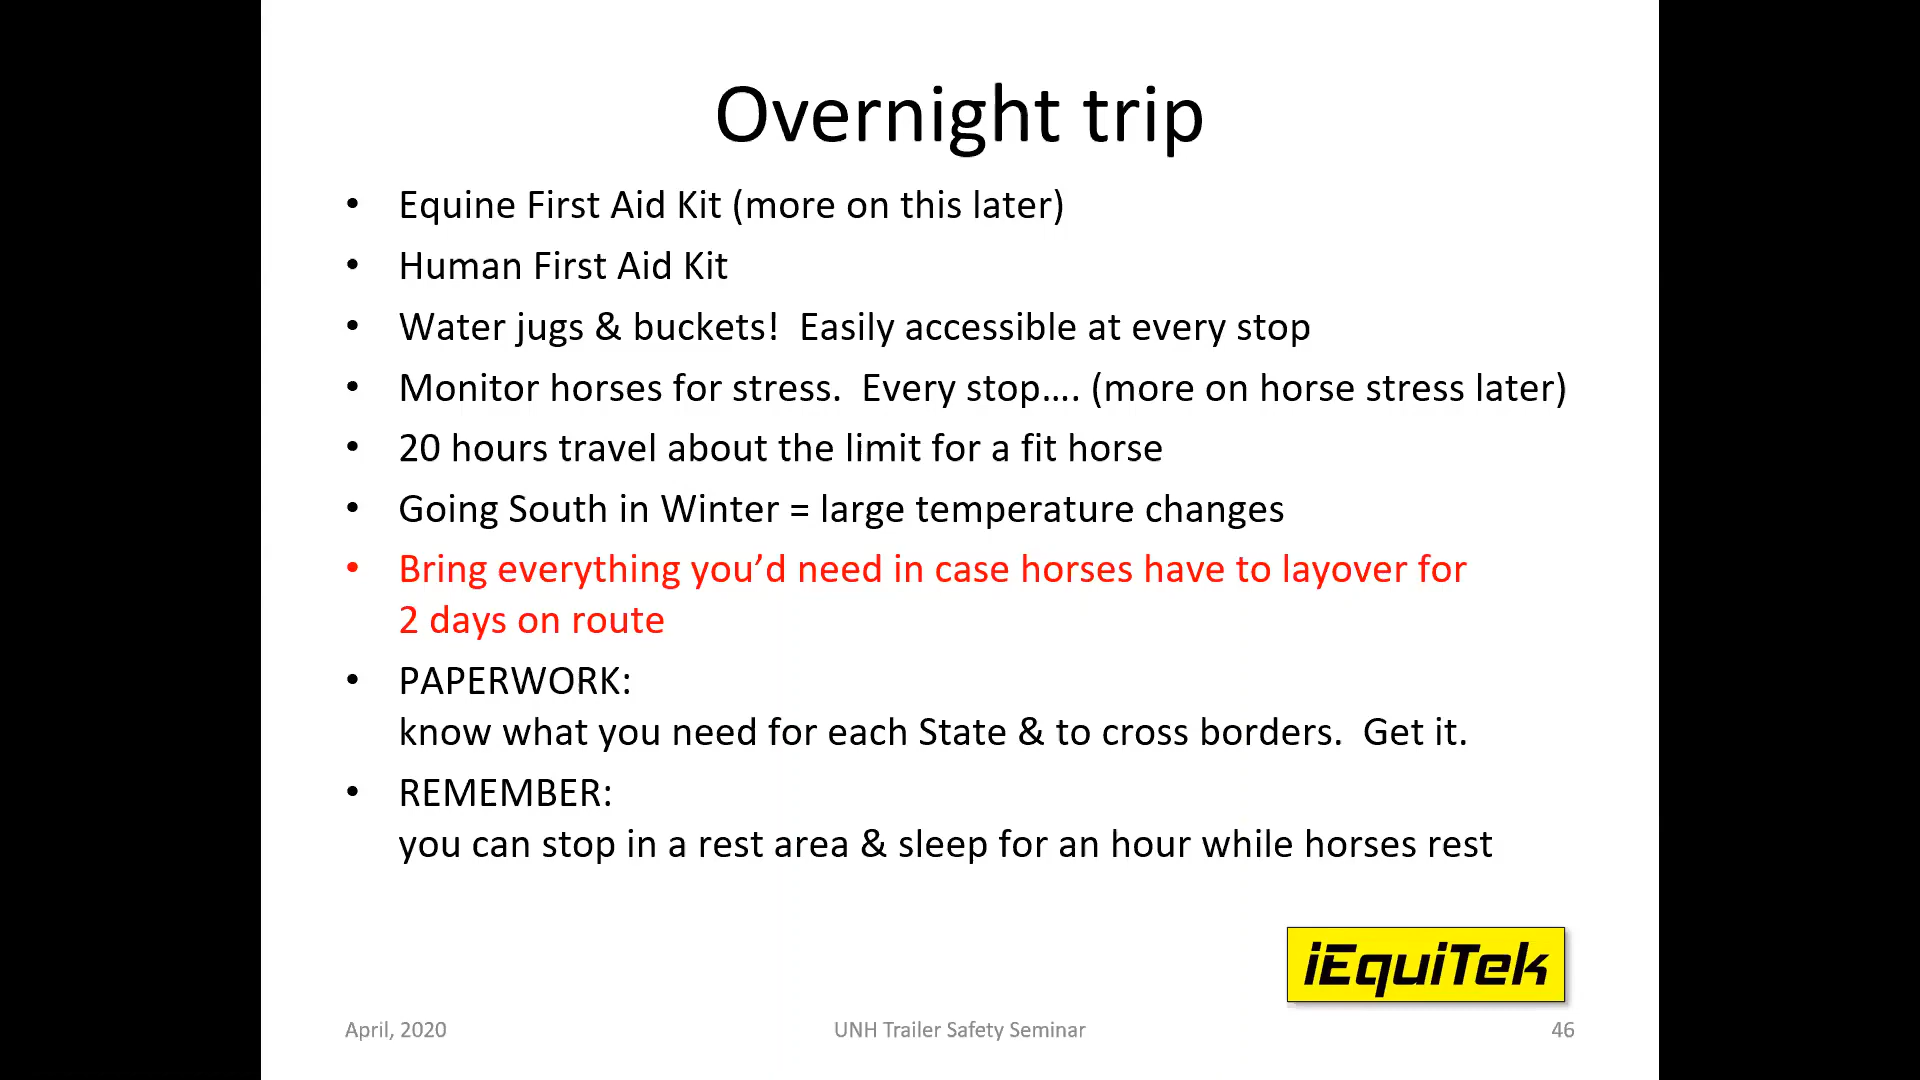 Overnight trip
• Equine First Aid Kit (more on this later)
• Human First Aid Kit
• Water jugs & buckets!  Easily accessible at every stop
• Monitor horses for stress.  Every stop…. (more on horse stress later)
• 20 hours travel about the limit for a fit horse
• Going South in Winter = large temperature changes
• Bring everything you’d need in case horses have to layover for
2 days on route
• PAPERWORK:
know what you need for each State & to cross borders.  Get it.
• REMEMBER:
you can stop in a rest area & sleep for an hour while horses rest
iEquiTek
April, 2020
UNH Trailer Safety Seminar
46